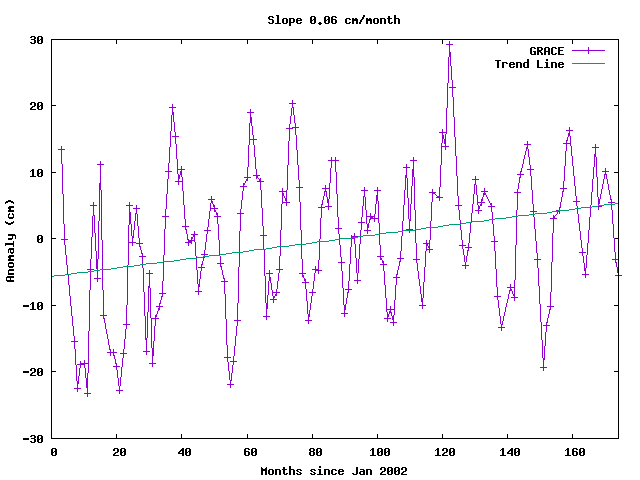 Slope 0.06 cm/month
30
20
10
0
-10
-20
-30
Anomaly (cm)
GRACE
Trend Line
0 20 40 60 80 100 120 140 160
Months since Jan 2002